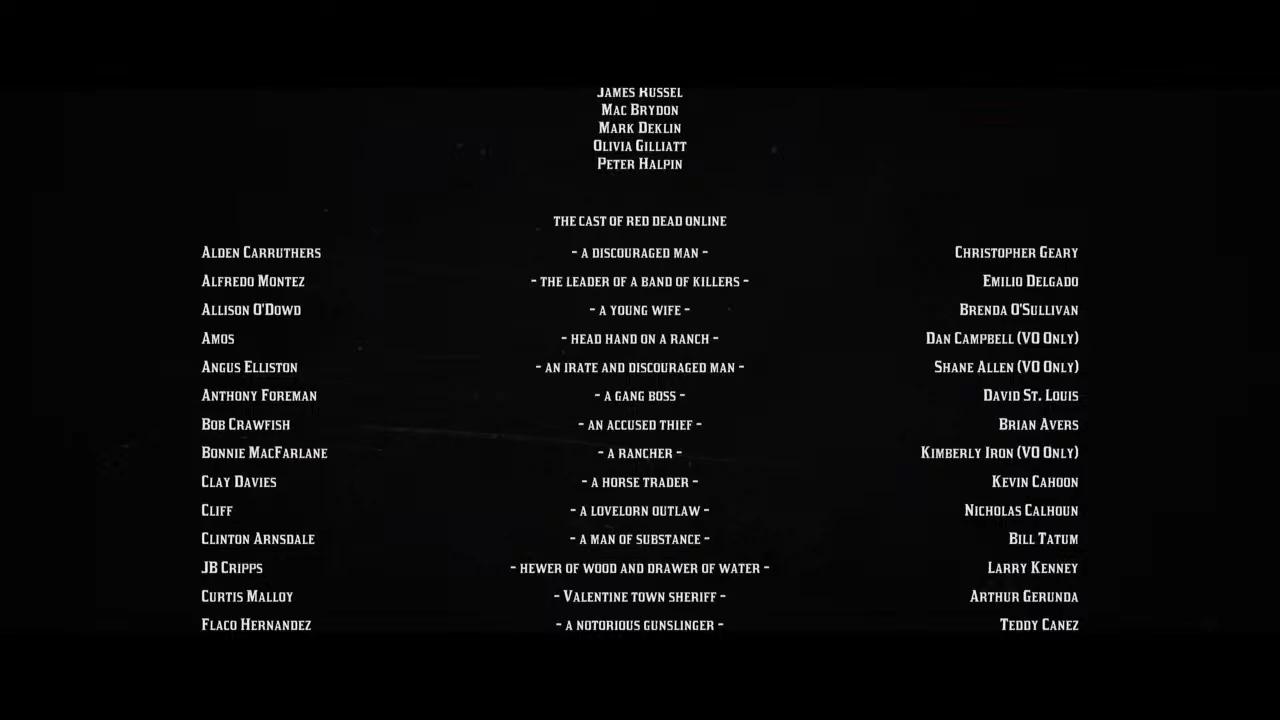 James Russel
Mac Brydon
Mark Deklin
Olivia Gilliatt
Peter Halpin
THE CAST OF RED DEAD ONLINE
Alden Carruthers - A DISCOURAGED MAN - Christopher Geary
Alfredo Montez - THE LEADER OF A BAND OF KILLERS - Emilio Delgado
Allison O'Dowd - A YOUNG WIFE - Brenda O'Sullivan
Amos - HEAD HAND ON A RANCH - Dan Campbell (VO Only)
Angus Elliston - AN IRATE AND DISCOURAGED MAN - Shane Allen (VO Only)
Anthony Foreman - A GANG BOSS - David St. Louis
Bob Crawfish - AN ACCUSED THIEF - Brian Avers
Bonnie MacFarlane - A RANCHER - Kimberly Iron (VO Only)
Clay Davies - A HORSE TRADER - Kevin Cahoon
Cliff - A LOVELORN OUTLAW - Nicholas Calhoun
Clinton Arnsdale - A MAN OF SUBSTANCE - Bill Tatum
JB Cripps - HEWER OF WOOD AND DRAWER OF WATER - Larry Kenney
Curtis Malloy - Valentine TOWN SHERIFF - Arthur Gerunda
Flaco Hernandez - A NOTORIOUS GUNSLINGER - Teddy Canez